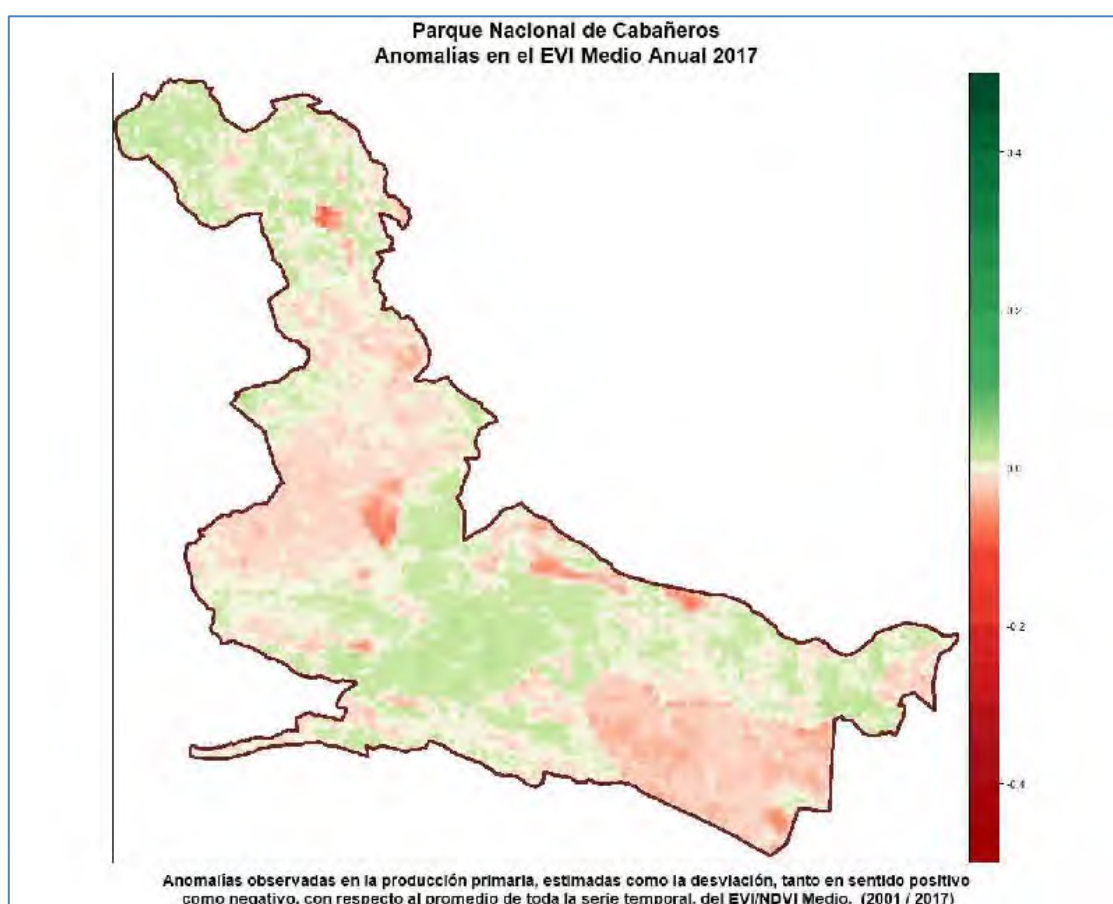 Parque Nacional de Cabañeros
Anomalías en el EVI Medio Anual 2017
0.4
0.2
0.0
-0.2
-0.4
Anomalías observadas en la producción primaria, estimadas como la desviación, tanto en sentido positivo
como negativo, con respecto al promedio de toda la serie temporal, del EVI/NDVI Medio. (2001 / 2017)